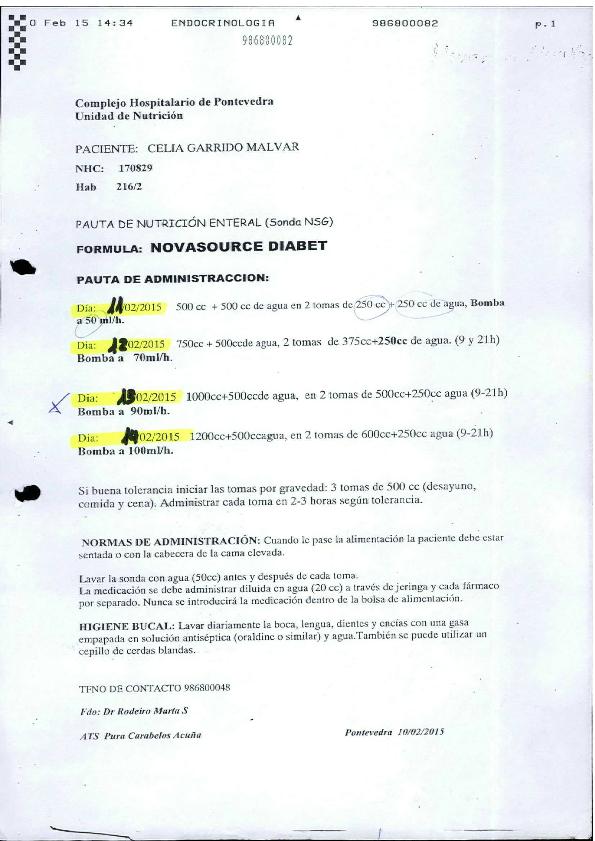 0 Feb 15 14:34 ENDOCRINOLOGIA 986800082 p.1
986880082
Complejo Hospitalario de Pontevedra
Unidad de Nutrición
PACIENTE: CELIA GARRIDO MALVAR
NHC: 170829
Hab 216/2
PAUTA DE NUTRICIÓN ENTERAL (Sonda NSG)
FORMULA: NOVASOURCE DIABET
PAUTA DE ADMINISTRACCION:
Dia: 11/02/2015 500 cc + 500 cc de agua en 2 tomas de 250 cc + 250 cc de agua, Bomba
a 50 ml/h.
Dia: 12/02/2015 750cc + 500ccde agua, 2 tomas de 375cc+250cc de agua. (9 y 21h)
Bomba a 70ml/h.
Dia: 13/02/2015 1000cc+500ccde agua, en 2 tomas de 500cc+250cc agua (9-21h)
Bomba a 90ml/h.
Dia: 14/02/2015 1200cc+500ccagua, en 2 tomas de 600cc+250cc agua (9-21h)
Bomba a 100ml/h.
Si buena tolerancia iniciar las tomas por gravedad: 3 tomas de 500 cc (desayuno,
comida y cena). Administrar cada toma en 2-3 horas según tolerancia.
NORMAS DE ADMINISTRACIÓN: Cuando le pase la alimentación la paciente debe estar
sentada o con la cabecera de la cama elevada.
Lavar la sonda con agua (50cc) antes y después de cada toma.
La medicación se debe administrar diluida en agua (20 cc) a través de jeringa y cada fármaco
por separado. Nunca se introducirá la medicación dentro de la bolsa de alimentación.
HIGIENE BUCAL: Lavar diariamente la boca, lengua, dientes y encías con una gasa
empapada en solución antiséptica (oraldine o similar) y agua.También se puede utilizar un
cepillo de cerdas blandas.
TFNO DE CONTACTO 986800048
Fdo: Dr Rodeiro Marta S
ATS Pura Carabelos Acuña Pontevedra 10/02/2015